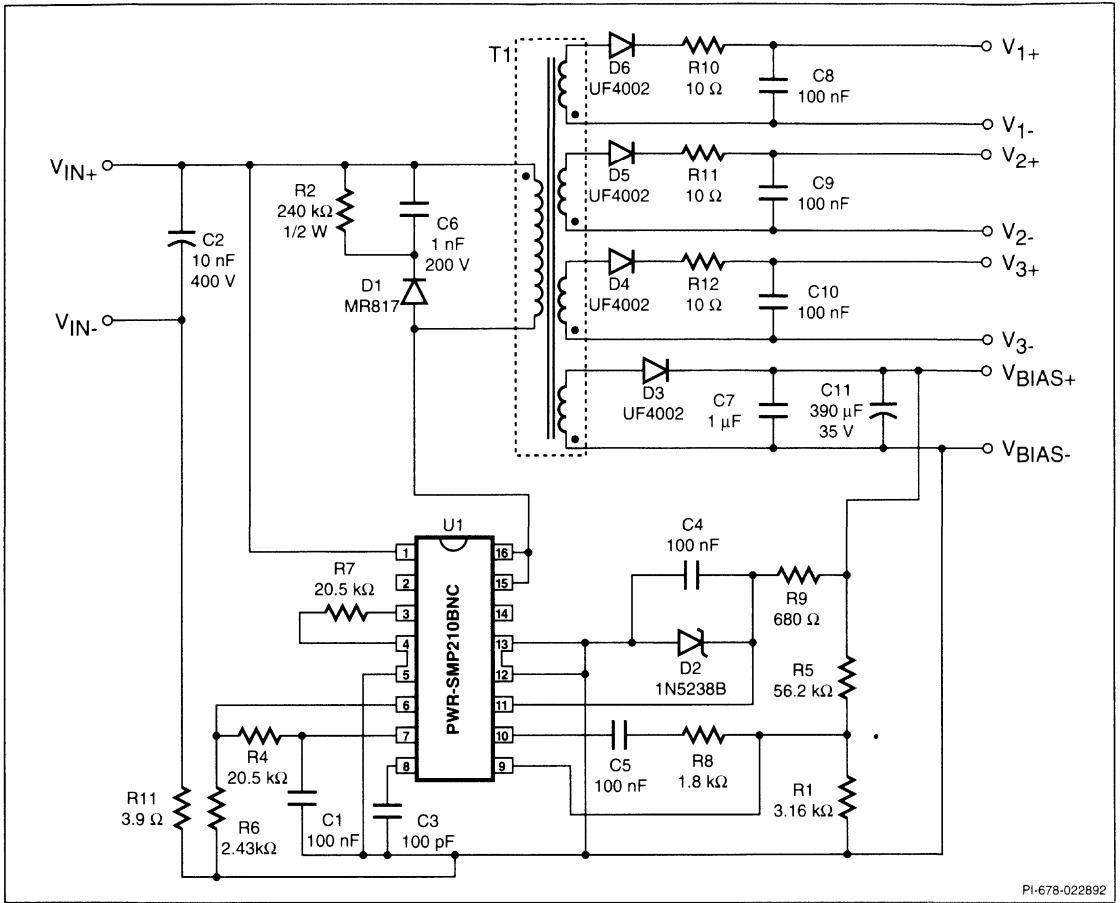 T1
D6
UF4002
R10
10 Ω
C8
100 nF
V1+
V1-
D5
UF4002
R11
10 Ω
C9
100 nF
V2+
V2-
D4
UF4002
R12
10 Ω
C10
100 nF
V3+
V3-
D3
UF4002
C7
1 µF
C11
390 µF
35 V
VBIAS+
VBIAS-
VIN+
VIN-
C2
10 nF
400 V
R2
240 kΩ
1/2 W
C6
1 nF
200 V
D1
MR817
U1
PWR-SMP210BNC
1
2
3
4
5
6
7
8
16
15
14
13
12
11
10
9
R7
20.5 kΩ
R4
20.5 kΩ
R11
3.9 Ω
R6
2.43kΩ
C1
100 nF
C3
100 pF
C4
100 nF
D2
1N5238B
R9
680 Ω
R5
56.2 kΩ
C5
100 nF
R8
1.8 kΩ
R1
3.16 kΩ
PI-678-022892